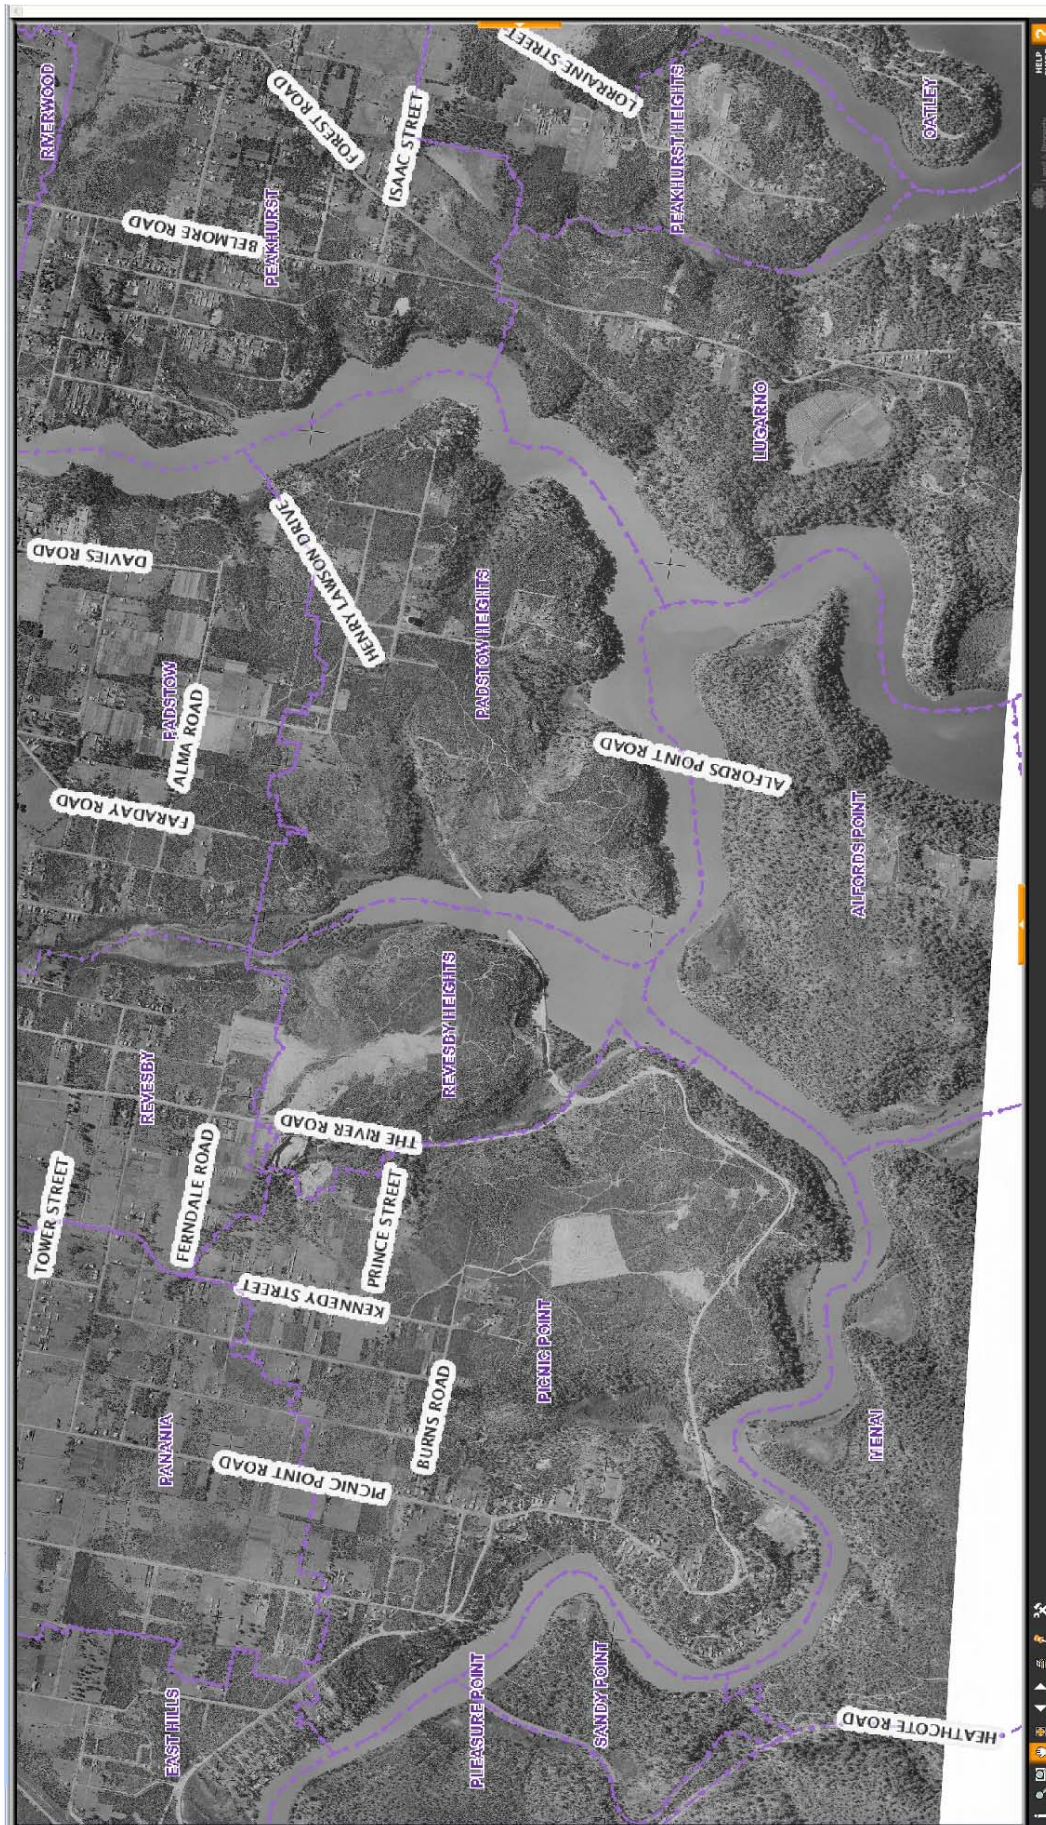 RIVERWOOD
FOREST ROAD
ISAAC STREET
LORRAINE STREET
PEAKHURST HEIGHTS
OATLEY
BELMORE ROAD
PEAKHURST
LUGARNO
DAVIES ROAD
HENRY LAWSON DRIVE
PADSTOW
ALMA ROAD
PADSTOW HEIGHTS
FARADAY ROAD
ALFORDS POINT ROAD
ALFORDS POINT
REVESBY
REVESBY HEIGHTS
TOWER STREET
FERNDALE ROAD
THE RIVER ROAD
PRINCE STREET
KENNEDY STREET
PICNIC POINT
BURNS ROAD
PANANIA
PICNIC POINT ROAD
MENAI
EAST HILLS
PLEASURE POINT
SANDY POINT
HEATHCOTE ROAD
HELP